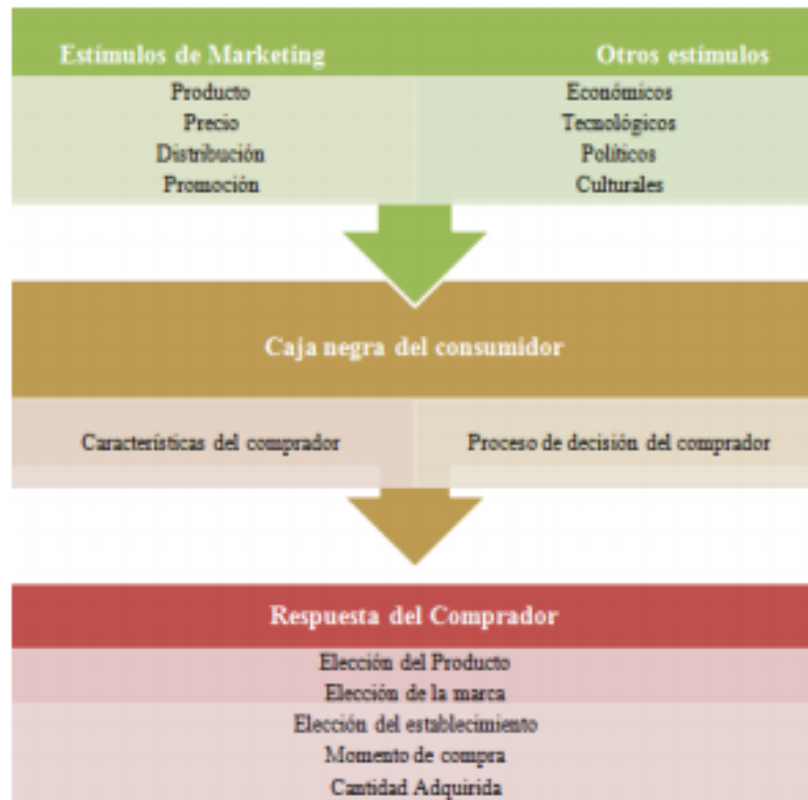 Estímulos de Marketing
Otros estímulos
Producto
Precio
Distribución
Promoción
Económicos
Tecnológicos
Políticos
Culturales
Caja negra del consumidor
Características del comprador
Proceso de decisión del comprador
Respuesta del Comprador
Elección del Producto
Elección de la marca
Elección del establecimiento
Momento de compra
Cantidad Adquirida